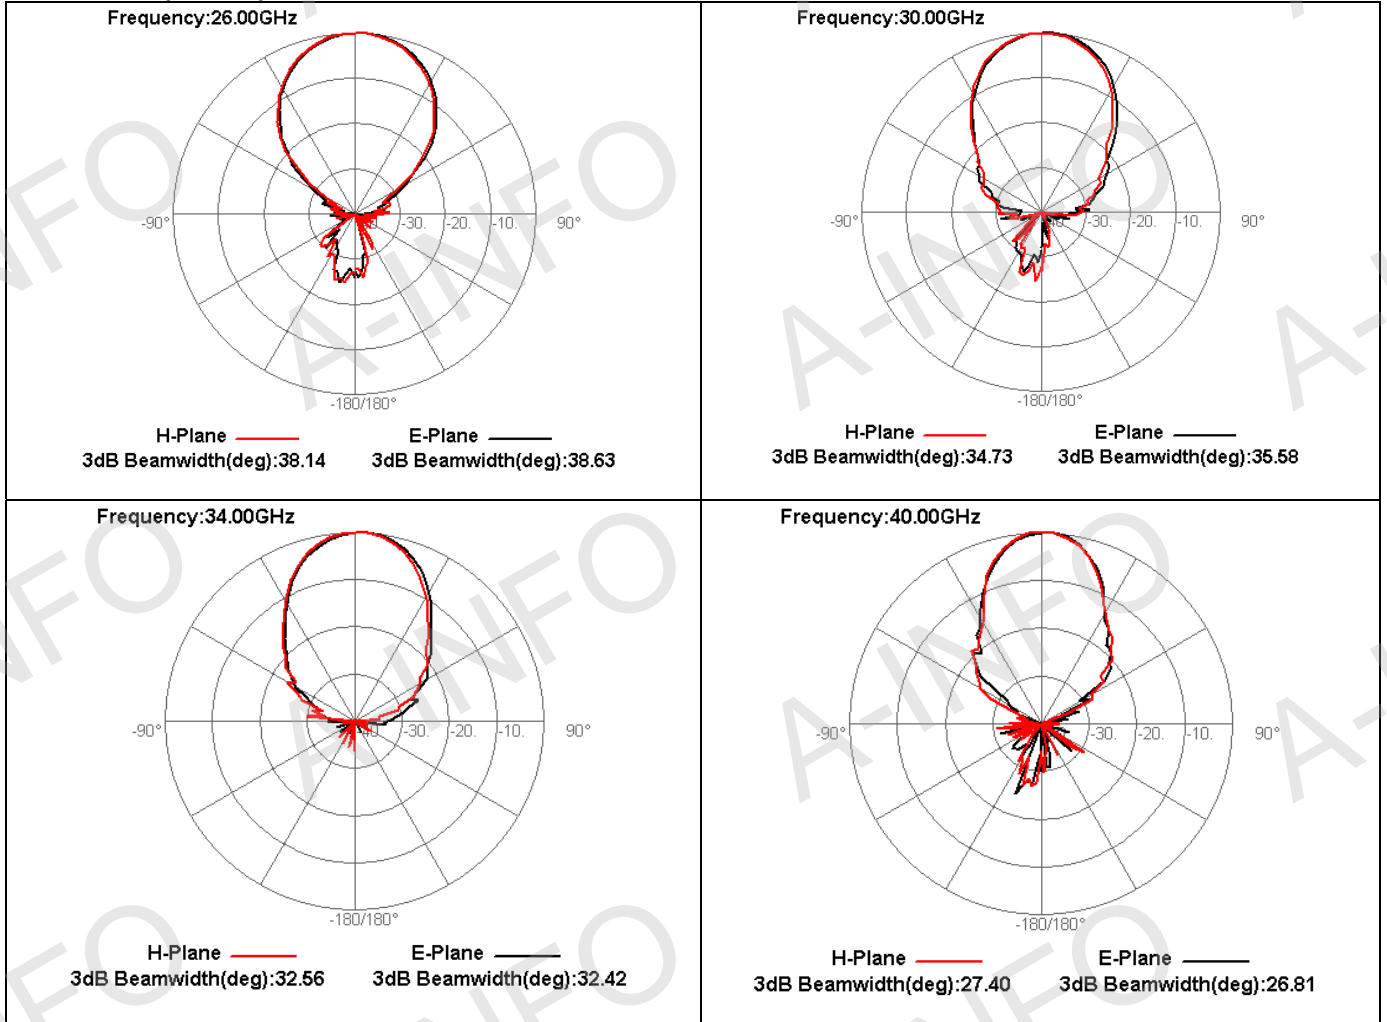 Frequency:26.00GHz
-90° -40 -30. -20. -10. 90°
-180/180°
H-Plane E-Plane
3dB Beamwidth(deg):38.14 3dB Beamwidth(deg):38.63
Frequency:30.00GHz
-90° -40 -30. -20. -10. 90°
-180/180°
H-Plane E-Plane
3dB Beamwidth(deg):34.73 3dB Beamwidth(deg):35.58
Frequency:34.00GHz
-90° -40 -30. -20. -10. 90°
-180/180°
H-Plane E-Plane
3dB Beamwidth(deg):32.56 3dB Beamwidth(deg):32.42
Frequency:40.00GHz
-90° -30. -20. -10. 90°
-180/180°
H-Plane E-Plane
3dB Beamwidth(deg):27.40 3dB Beamwidth(deg):26.81
A-INFO
A-INFO
A-INFO
A-INFO